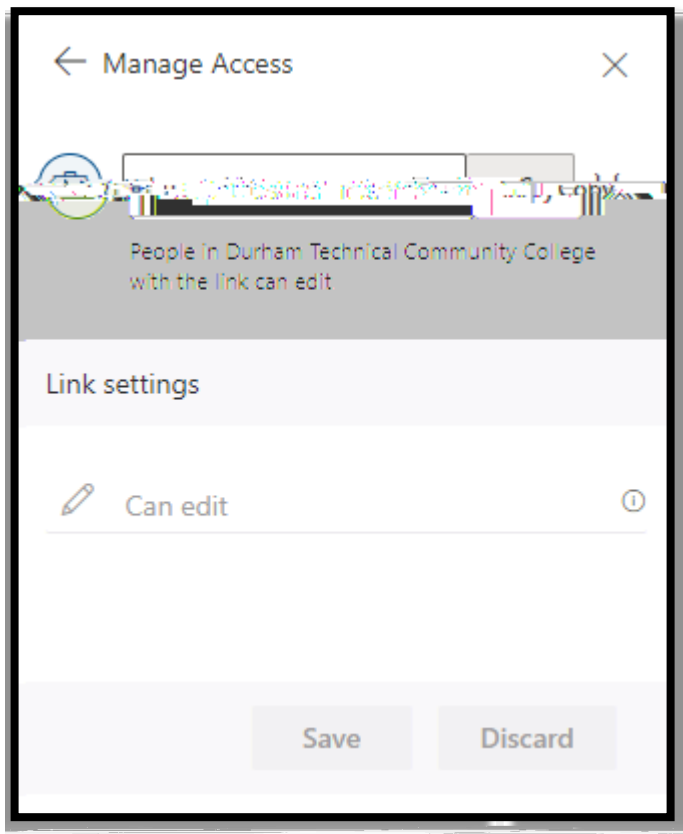 Manage Access
Copy
People in Durham Technical Community College
with the link can edit
Link settings
Can edit
Save
Discard